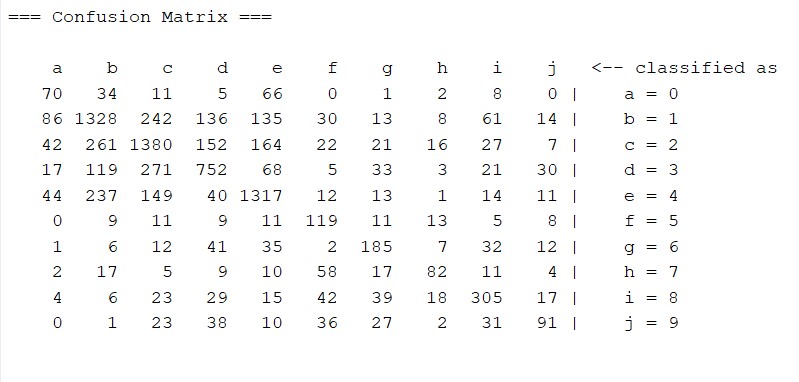 === Confusion Matrix ===
a b c d e f g h i j <-- classified as
70 34 11 5 66 0 1 2 8 0 | a = 0
86 1328 242 136 135 30 13 8 61 14 | b = 1
42 261 1380 152 164 22 21 16 27 7 | c = 2
17 119 271 752 68 5 33 3 21 30 | d = 3
44 237 149 40 1317 12 13 1 14 11 | e = 4
0 9 11 9 11 119 11 13 5 8 | f = 5
1 6 12 41 35 2 185 7 32 12 | g = 6
2 17 5 9 10 58 17 82 11 4 | h = 7
4 6 23 29 15 42 39 18 305 17 | i = 8
0 1 23 38 10 36 27 2 31 91 | j = 9